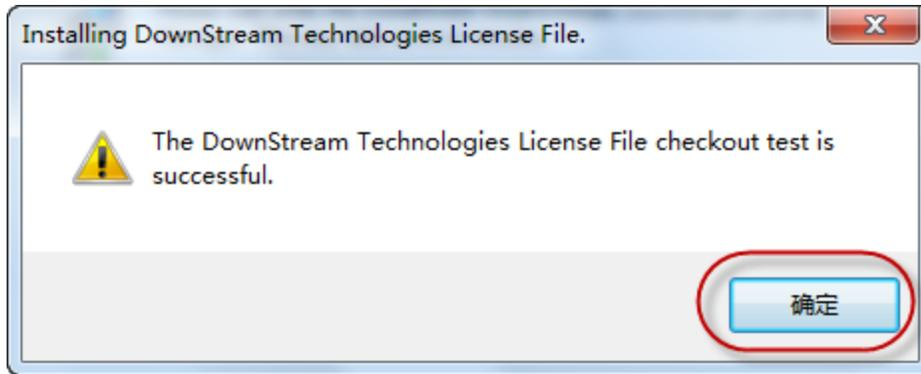 Installing DownStream Technologies License File.
The DownStream Technologies License File checkout test is
successful.
确定